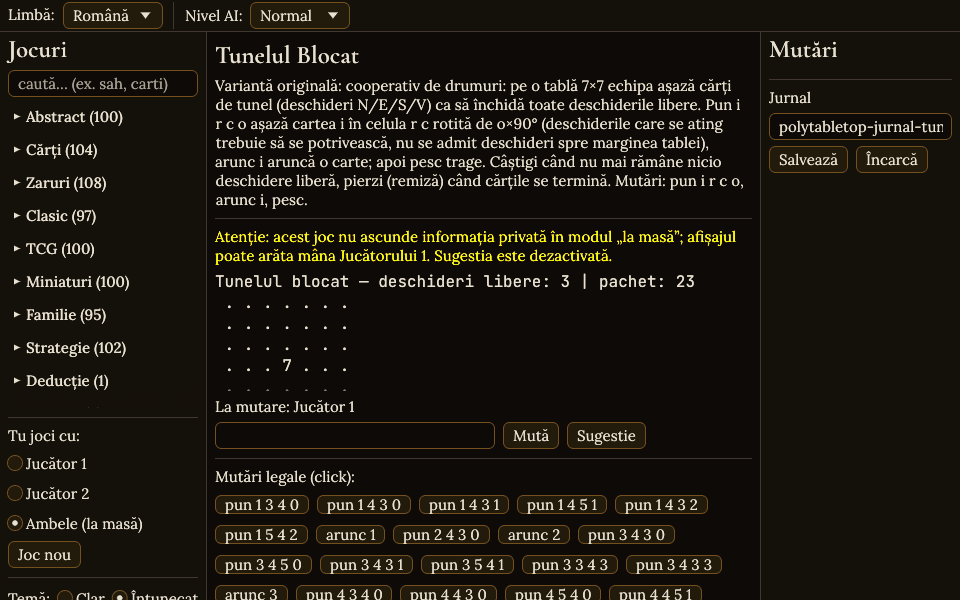 Limbă: Română ▼ Nivel AI: Normal ▼
Jocuri
caută... (ex. sah, carti)
▸ Abstract (100)
▸ Cărți (104)
▸ Zaruri (108)
▸ Clasic (97)
▸ TCG (100)
▸ Miniaturi (100)
▸ Familie (95)
▸ Strategie (102)
▸ Deducție (1)
Tu joci cu:
Jucător 1
Jucător 2
Ambele (la masă)
Joc nou
Temă: Clar Întunecat
Tunelul Blocat
Variantă originală: cooperativ de drumuri: pe o tablă 7×7 echipa așază cărți
de tunel (deschideri N/E/S/V) ca să închidă toate deschiderile libere. Pun i
r c o așază cartea i în celula r c rotită de o×90° (deschiderile care se ating
trebuie să se potrivească, nu se admit deschideri spre marginea tablei),
arunc i aruncă o carte; apoi pesc trage. Câștigi când nu mai rămâne nicio
deschidere liberă, pierzi (remiză) când cărțile se termină. Mutări: pun i r c o,
arunc i, pesc.
Atenție: acest joc nu ascunde informația privată în modul „la masă”; afișajul
poate arăta mâna Jucătorului 1. Sugestia este dezactivată.
Tunelul blocat — deschideri libere: 3 | pachet: 23
. . . . . . .
. . . . . . .
. . . . . . .
. . . 7 . . .
. . . . . . .
La mutare: Jucător 1
Mută Sugestie
Mutări legale (click):
pun 1 3 4 0 pun 1 4 3 0 pun 1 4 3 1 pun 1 4 5 1 pun 1 4 3 2
pun 1 5 4 2 arunc 1 pun 2 4 3 0 arunc 2 pun 3 4 3 0
pun 3 4 5 0 pun 3 4 3 1 pun 3 5 4 1 pun 3 3 4 3 pun 3 4 3 3
arunc 3 pun 4 3 4 0 pun 4 4 3 0 pun 4 5 4 0 pun 4 4 5 1
Mutări
Jurnal
polytabletop-jurnal-tun
Salvează Încarcă